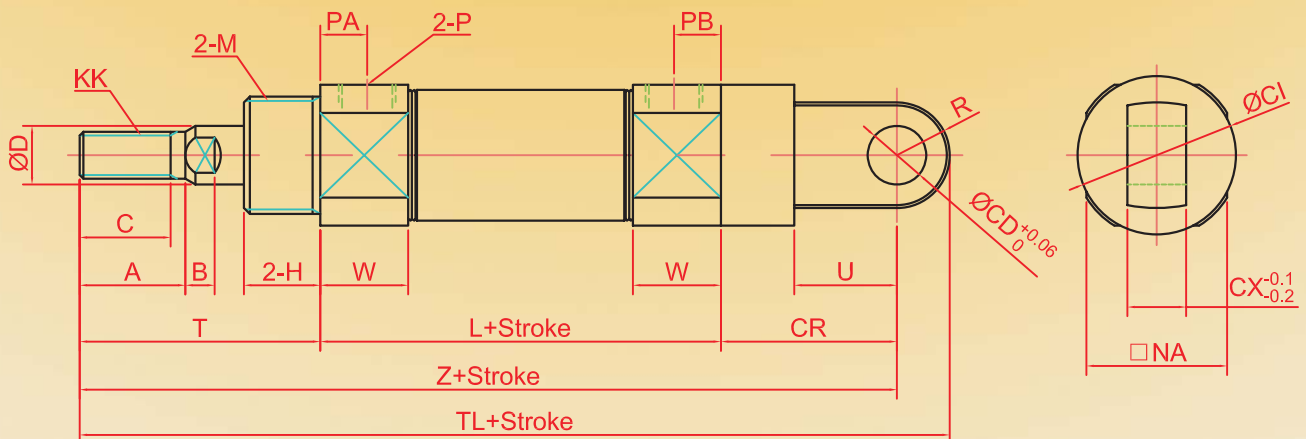 PA
2-P
PB
2-M
KK
ØD
R
ØCI
ØCD +0.06 0
C
A
B
2-H
W
W
U
CX -0.1 -0.2
T
L+Stroke
CR
□NA
Z+Stroke
TL+Stroke